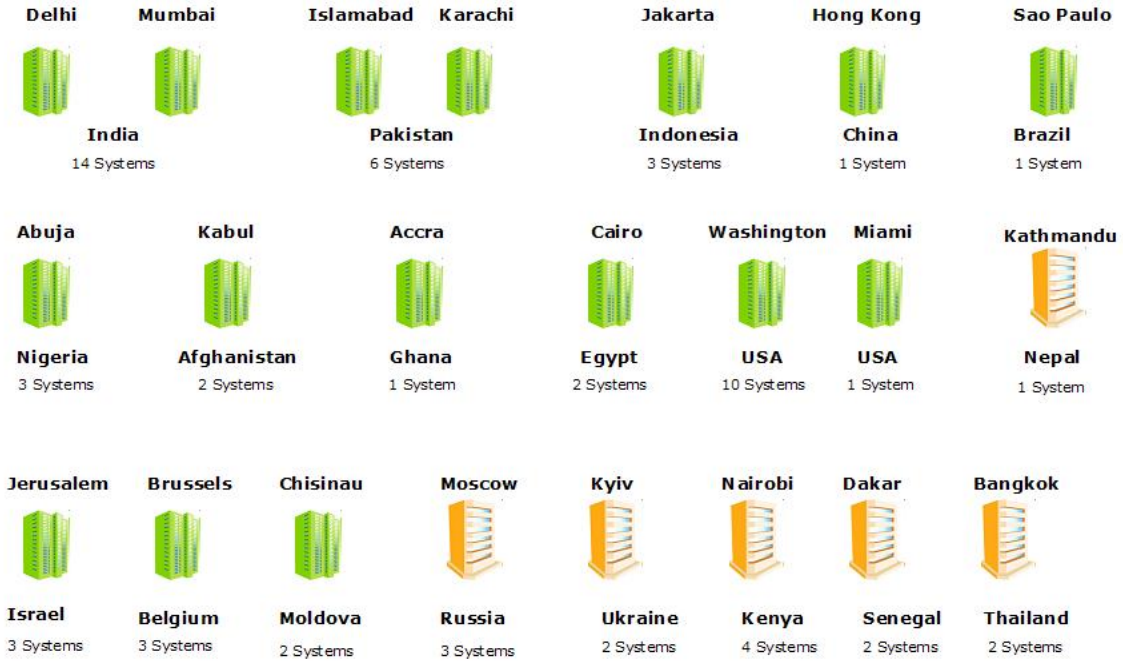 Delhi Mumbai Islamabad Karachi Jakarta Hong Kong Sao Paulo
India Pakistan Indonesia China Brazil
14 Systems 6 Systems 3 Systems 1 System 1 System
Abuja Kabul Accra Cairo Washington Miami Kathmandu
Nigeria Afghanistan Ghana Egypt USA USA Nepal
3 Systems 2 Systems 1 System 2 Systems 10 Systems 1 System 1 System
Jerusalem Brussels Chisinau Moscow Kyiv Nairobi Dakar Bangkok
Israel Belgium Moldova Russia Ukraine Kenya Senegal Thailand
3 Systems 3 Systems 2 Systems 3 Systems 2 Systems 4 Systems 2 Systems 2 Systems